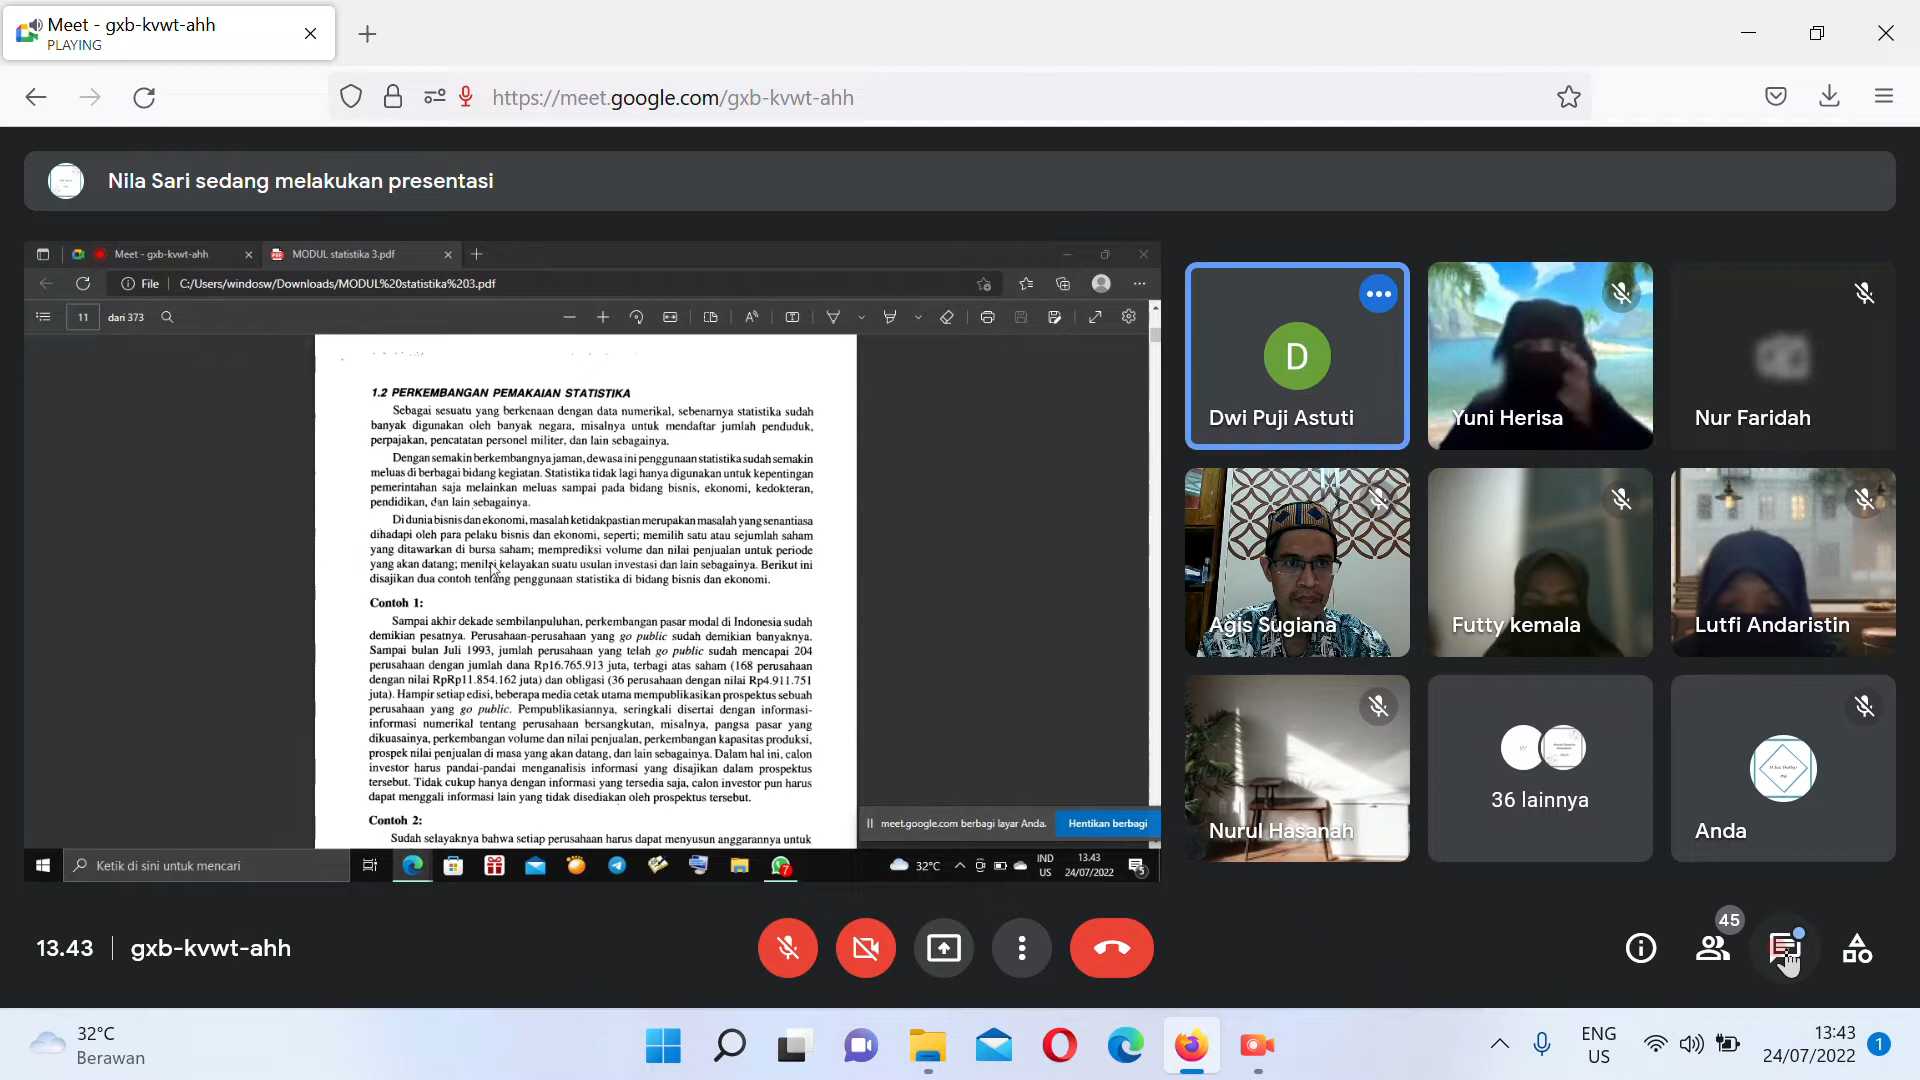 Meet - gxb-kvwt-ahh
PLAYING
https://meet.google.com/gxb-kvwt-ahh
Nila Sari sedang melakukan presentasi
Meet - gxb-kvwt-ahh
MODUL statistika 3.pdf
File
C:/Users/windosw/Downloads/MODUL%20statistika%203.pdf
11 dari 373
1.2 PERKEMBANGAN PEMAKAIAN STATISTIKA
Sebagai sesuatu yang berkenaan dengan data numerikal, sebenarnya statistika sudah
banyak digunakan oleh banyak negara, misalnya untuk mendaftar jumlah penduduk,
perpajakan, pencatatan personel militer, dan lain sebagainya.
Dengan semakin berkembangnya jaman, dewasa ini penggunaan statistika sudah semakin
meluas di berbagai bidang kegiatan. Statistika tidak lagi hanya digunakan untuk kepentingan
pemerintahan saja melainkan meluas sampai pada bidang bisnis, ekonomi, kedokteran,
pendidikan, dan lain sebagainya.
Di dunia bisnis dan ekonomi, masalah ketidakpastian merupakan masalah yang senantiasa
dihadapi oleh para pelaku bisnis dan ekonomi, seperti; memilih satu atau sejumlah saham
yang ditawarkan di bursa saham; memprediksi volume dan nilai penjualan untuk periode
yang akan datang; menilai kelayakan suatu usulan investasi dan lain sebagainya. Berikut ini
disajikan dua contoh tentang penggunaan statistika di bidang bisnis dan ekonomi.
Contoh 1:
Sampai akhir dekade sembilanpuluhan, perkembangan pasar modal di Indonesia sudah
demikian pesatnya. Perusahaan-perusahaan yang go public sudah demikian banyaknya.
Sampai bulan Juli 1993, jumlah perusahaan yang telah go public sudah mencapai 204
perusahaan dengan jumlah dana Rp16.765.913 juta, terbagi atas saham (168 perusahaan
dengan nilai RpRp11.854.162 juta) dan obligasi (36 perusahaan dengan nilai Rp4.911.751
juta). Hampir setiap edisi, beberapa media cetak utama mempublikasikan prospektus sebuah
perusahaan yang go public. Pempublikasiannya, seringkali disertai dengan informasi-
informasi numerikal tentang perusahaan bersangkutan, misalnya, pangsa pasar yang
dikuasainya, perkembangan volume dan nilai penjualan, perkembangan kapasitas produksi,
prospek nilai penjualan di masa yang akan datang, dan lain sebagainya. Dalam hal ini, calon
investor harus pandai-pandai menganalisis informasi yang disajikan dalam prospektus
tersebut. Tidak cukup hanya dengan informasi yang tersedia saja, calon investor pun harus
dapat menggali informasi lain yang tidak disediakan oleh prospektus tersebut.
Contoh 2:
Sudah selayaknya bahwa setiap perusahaan harus dapat menyusun anggarannya untuk
meet.google.com berbagi layar Anda.
Hentikan berbagi
Ketik di sini untuk mencari
7
32°C
IND
US
13.43
24/07/2022
5
D
Dwi Puji Astuti
Yuni Herisa
Nur Faridah
Agis Sugiana
Futty kemala
Lutfi Andaristin
Nurul Hasanah
36 lainnya
Anda
13.43
gxb-kvwt-ahh
45
32°C
Berawan
ENG
US
13:43
24/07/2022
1